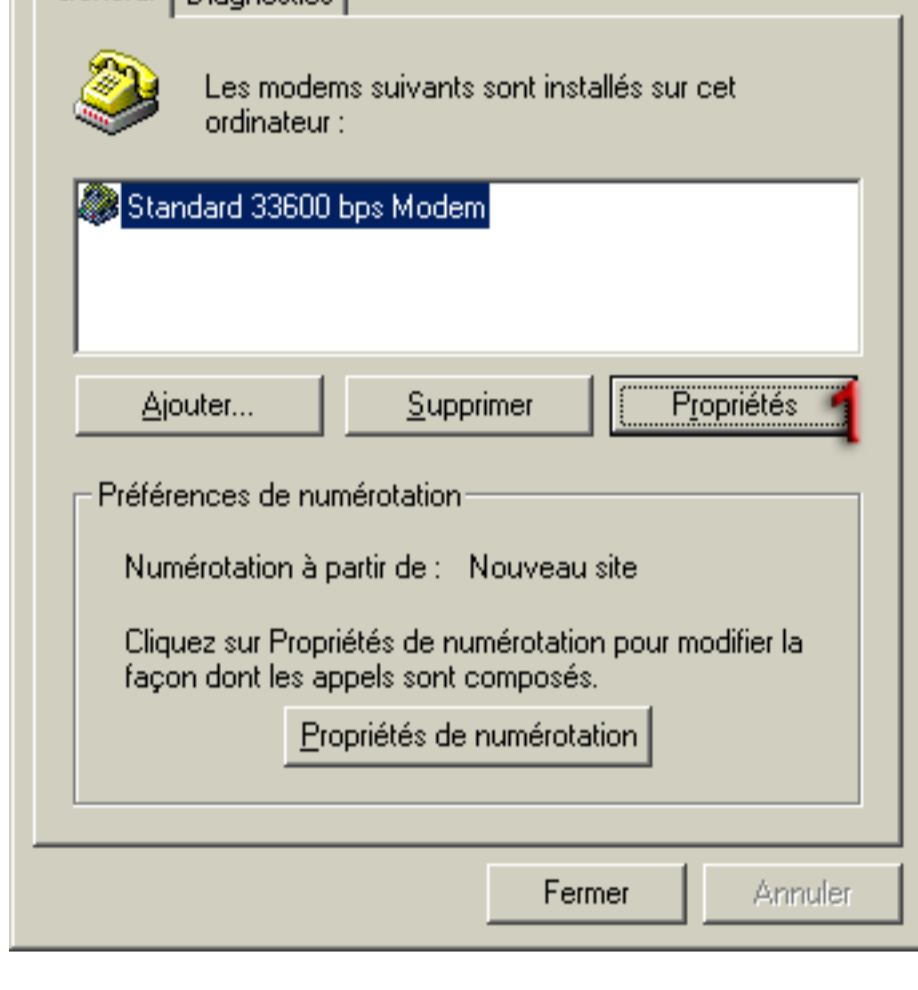 Général Diagnostics
Les modems suivants sont installés sur cet
ordinateur :
Standard 33600 bps Modem
Ajouter... Supprimer Propriétés 1
Préférences de numérotation
Numérotation à partir de : Nouveau site
Cliquez sur Propriétés de numérotation pour modifier la
façon dont les appels sont composés.
Propriétés de numérotation
Fermer Annuler